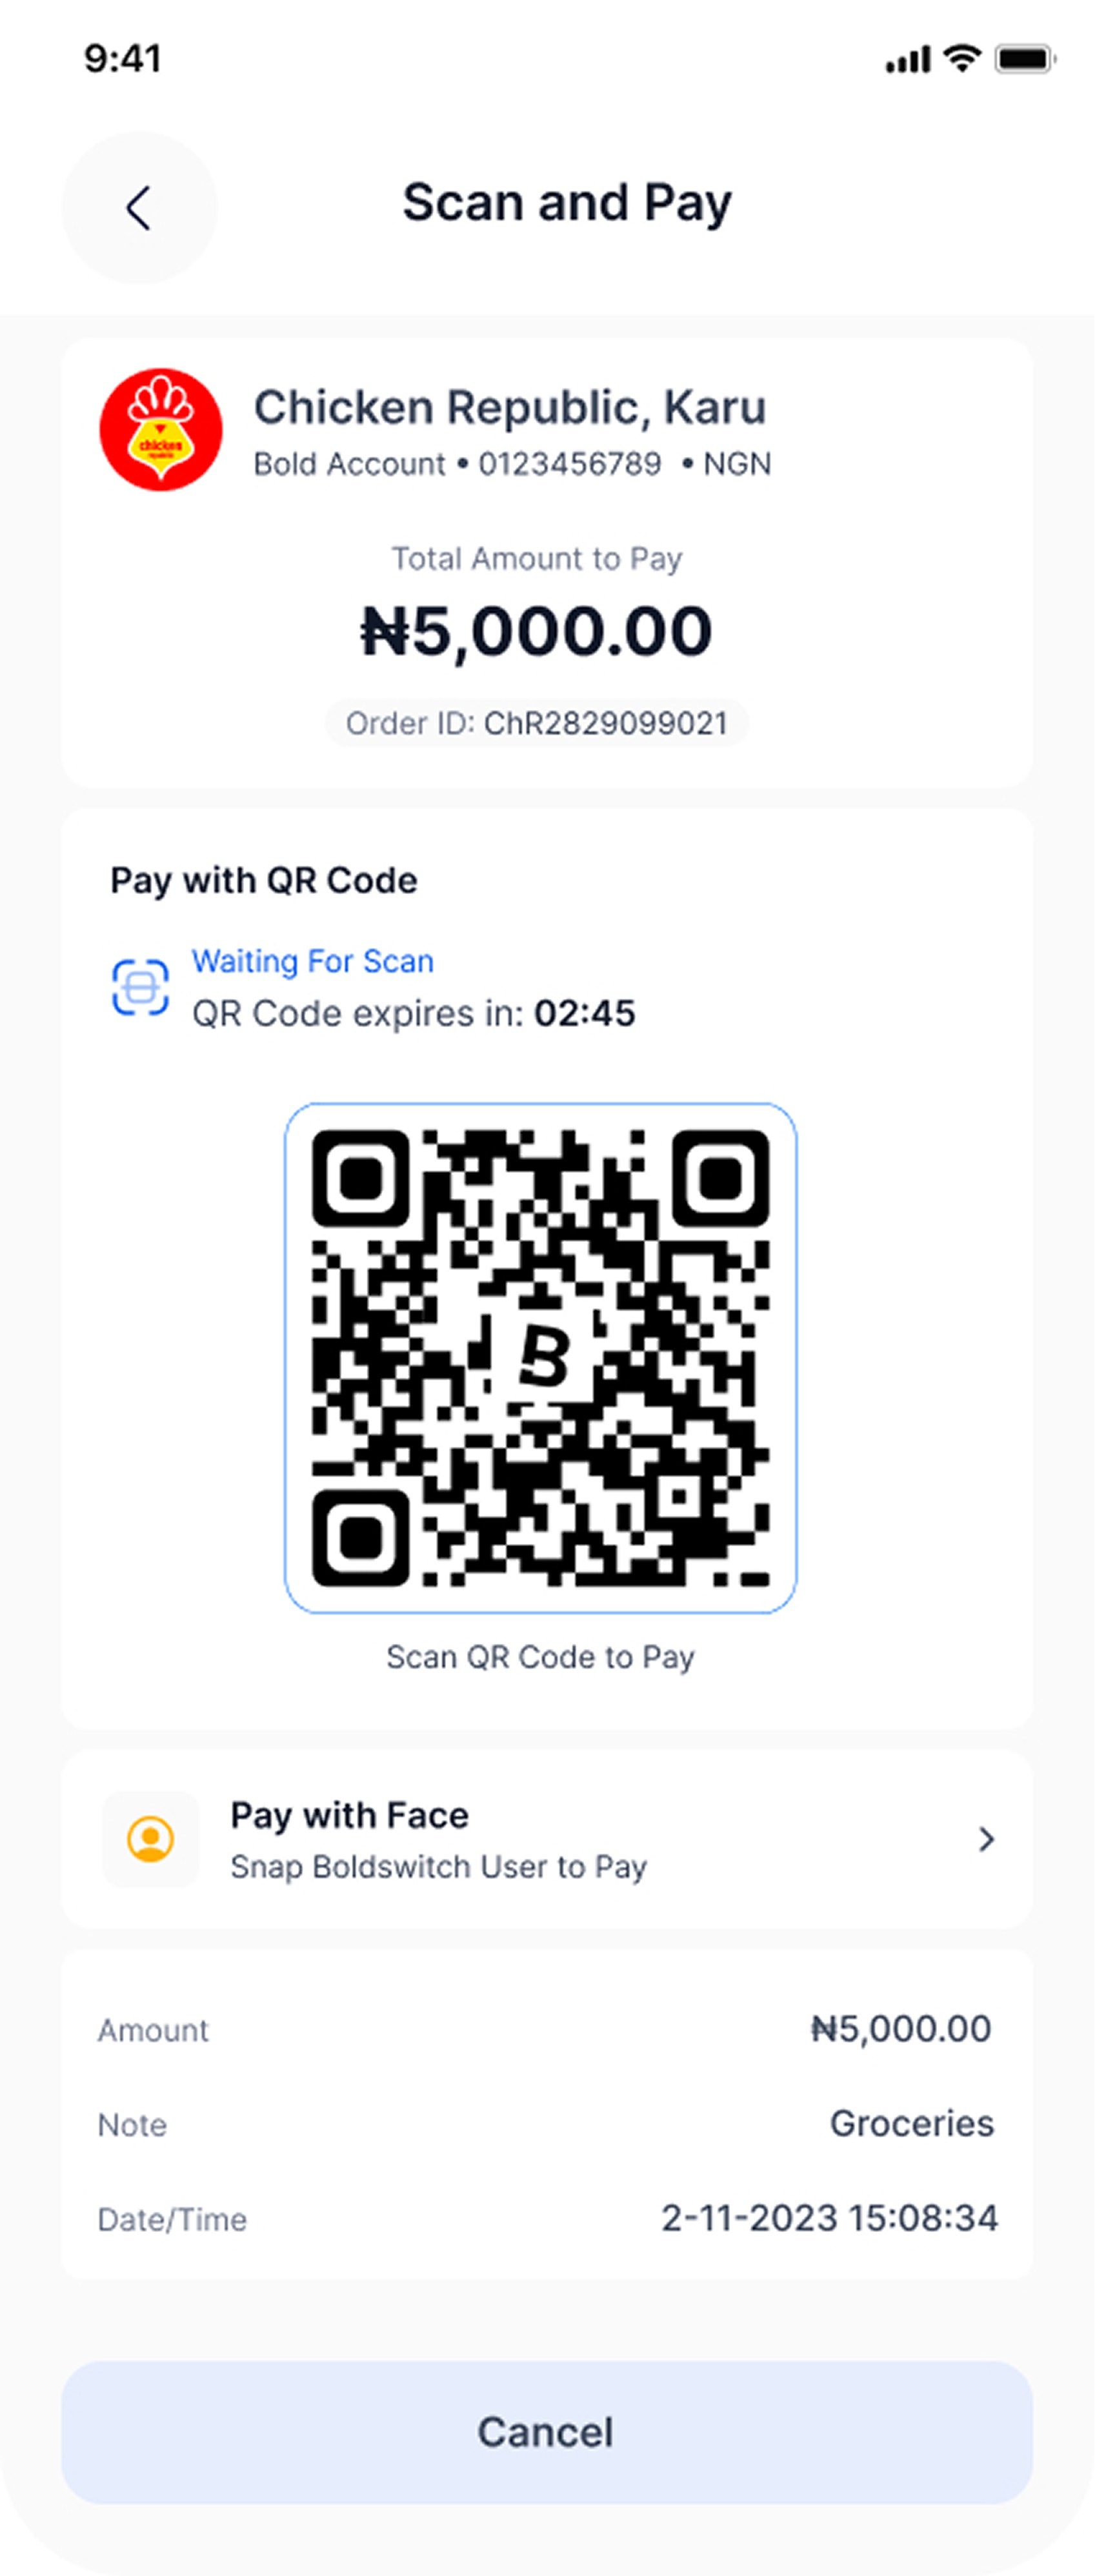 9:41
Scan and Pay
chicken
republic
Chicken Republic, Karu
Bold Account • 0123456789 • NGN
Total Amount to Pay
₦5,000.00
Order ID: ChR2829099021
Pay with QR Code
Waiting For Scan
QR Code expires in: 02:45
B
Scan QR Code to Pay
Pay with Face
Snap Boldswitch User to Pay
Amount ₦5,000.00
Note Groceries
Date/Time 2-11-2023 15:08:34
Cancel